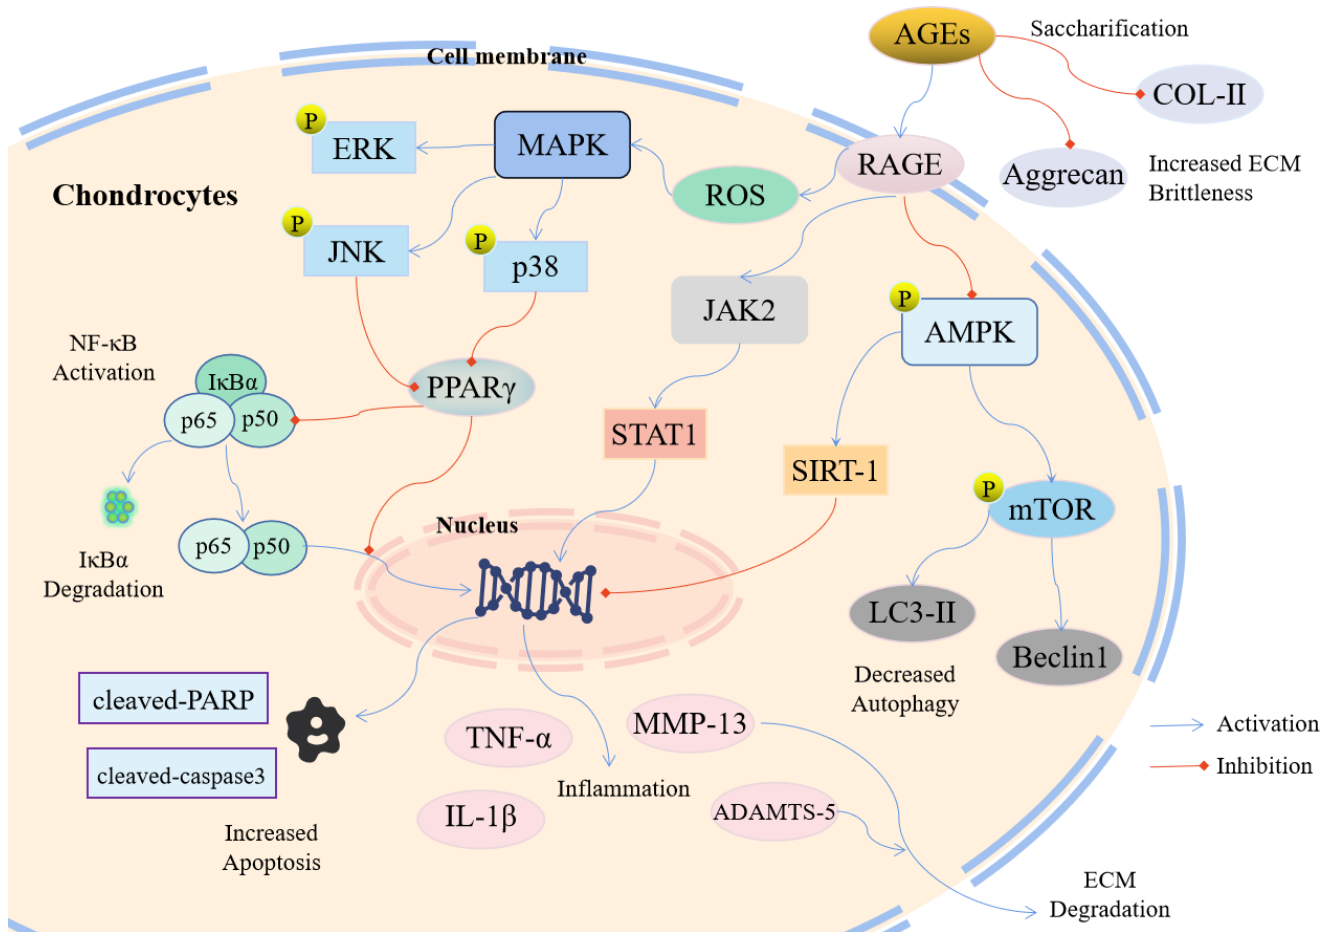 AGEs
Saccharification
Cell membrane
COL-II
P
ERK
MAPK
RAGE
Aggrecan
Increased ECM
Brittleness
ROS
Chondrocytes
P
JNK
P
p38
JAK2
P
AMPK
NF-κB
Activation
IκBα
p65
p50
PPARγ
STAT1
SIRT-1
P
mTOR
Nucleus
p65
p50
IκBα
Degradation
LC3-II
Beclin1
Decreased
Autophagy
cleaved-PARP
cleaved-caspase3
Increased
Apoptosis
TNF-α
IL-1β
Inflammation
MMP-13
ADAMTS-5
Activation
Inhibition
ECM
Degradation